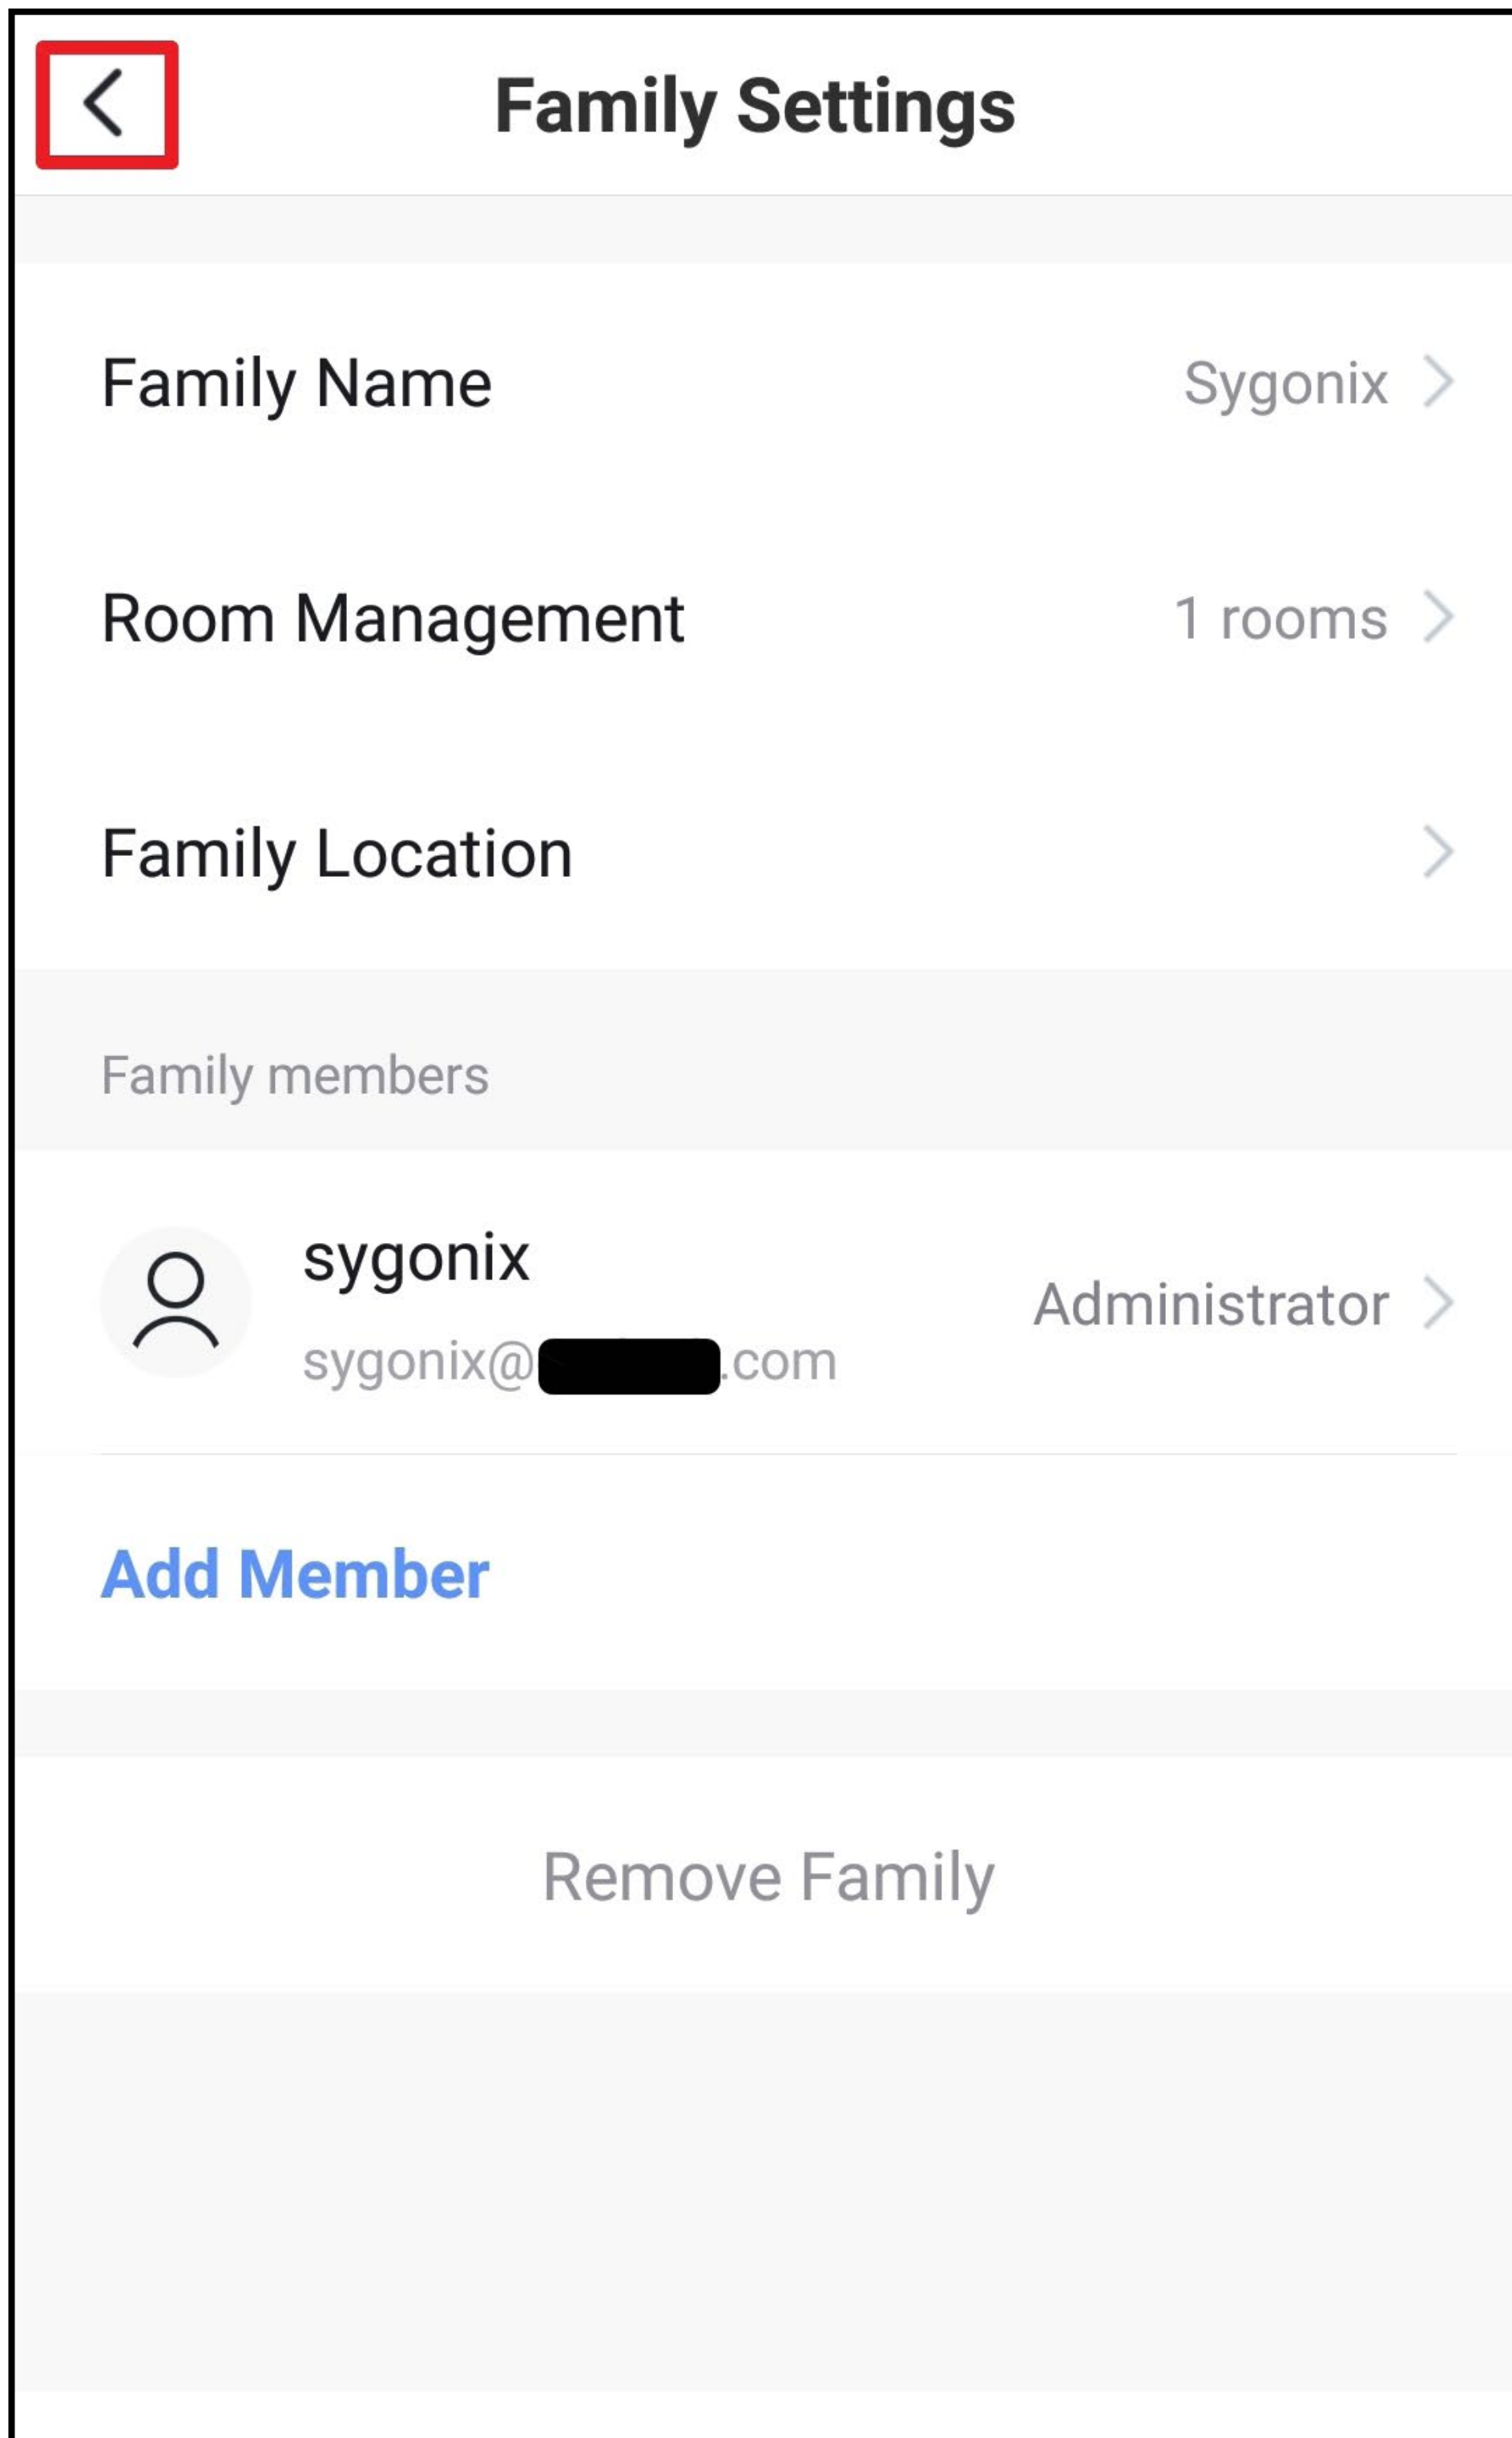 Family Settings
Family Name Sygonix
Room Management 1 rooms
Family Location
Family members
sygonix
Administrator
sygonix@ .com
Add Member
Remove Family